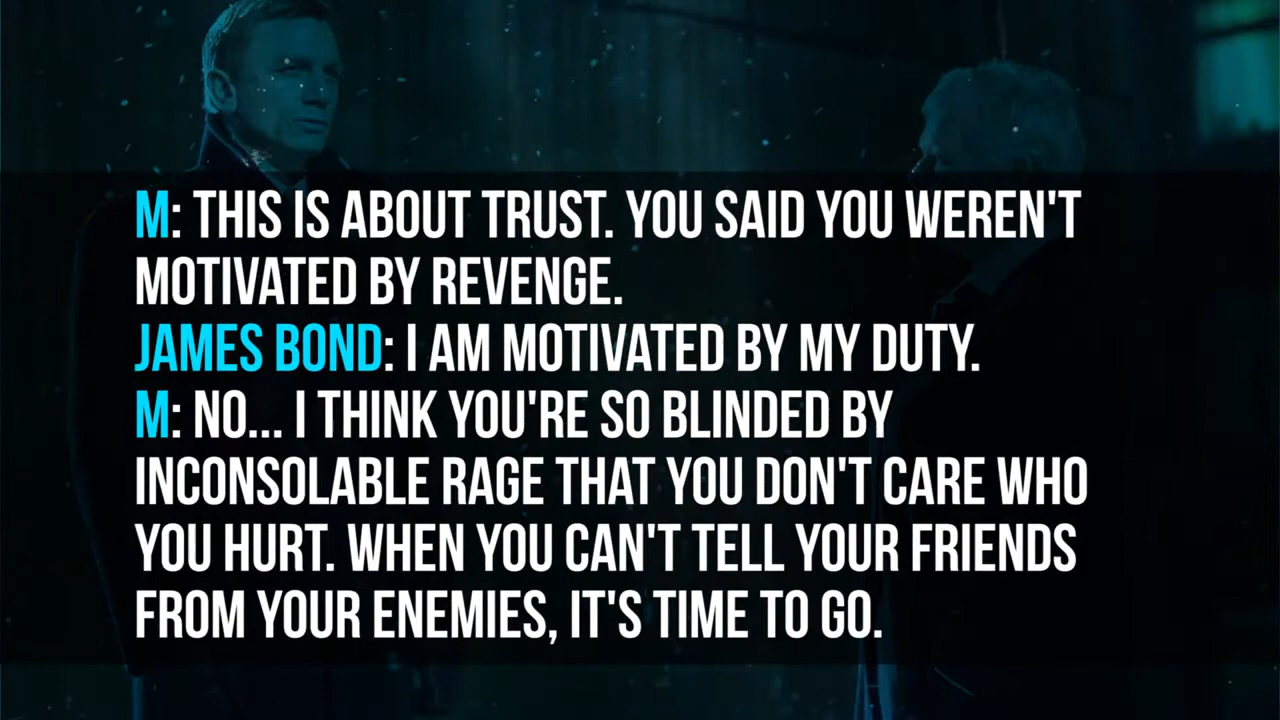 M: THIS IS ABOUT TRUST. YOU SAID YOU WEREN'T
MOTIVATED BY REVENGE.
JAMES BOND: I AM MOTIVATED BY MY DUTY.
M: NO... I THINK YOU'RE SO BLINDED BY
INCONSOLABLE RAGE THAT YOU DON'T CARE WHO
YOU HURT. WHEN YOU CAN'T TELL YOUR FRIENDS
FROM YOUR ENEMIES, IT'S TIME TO GO.